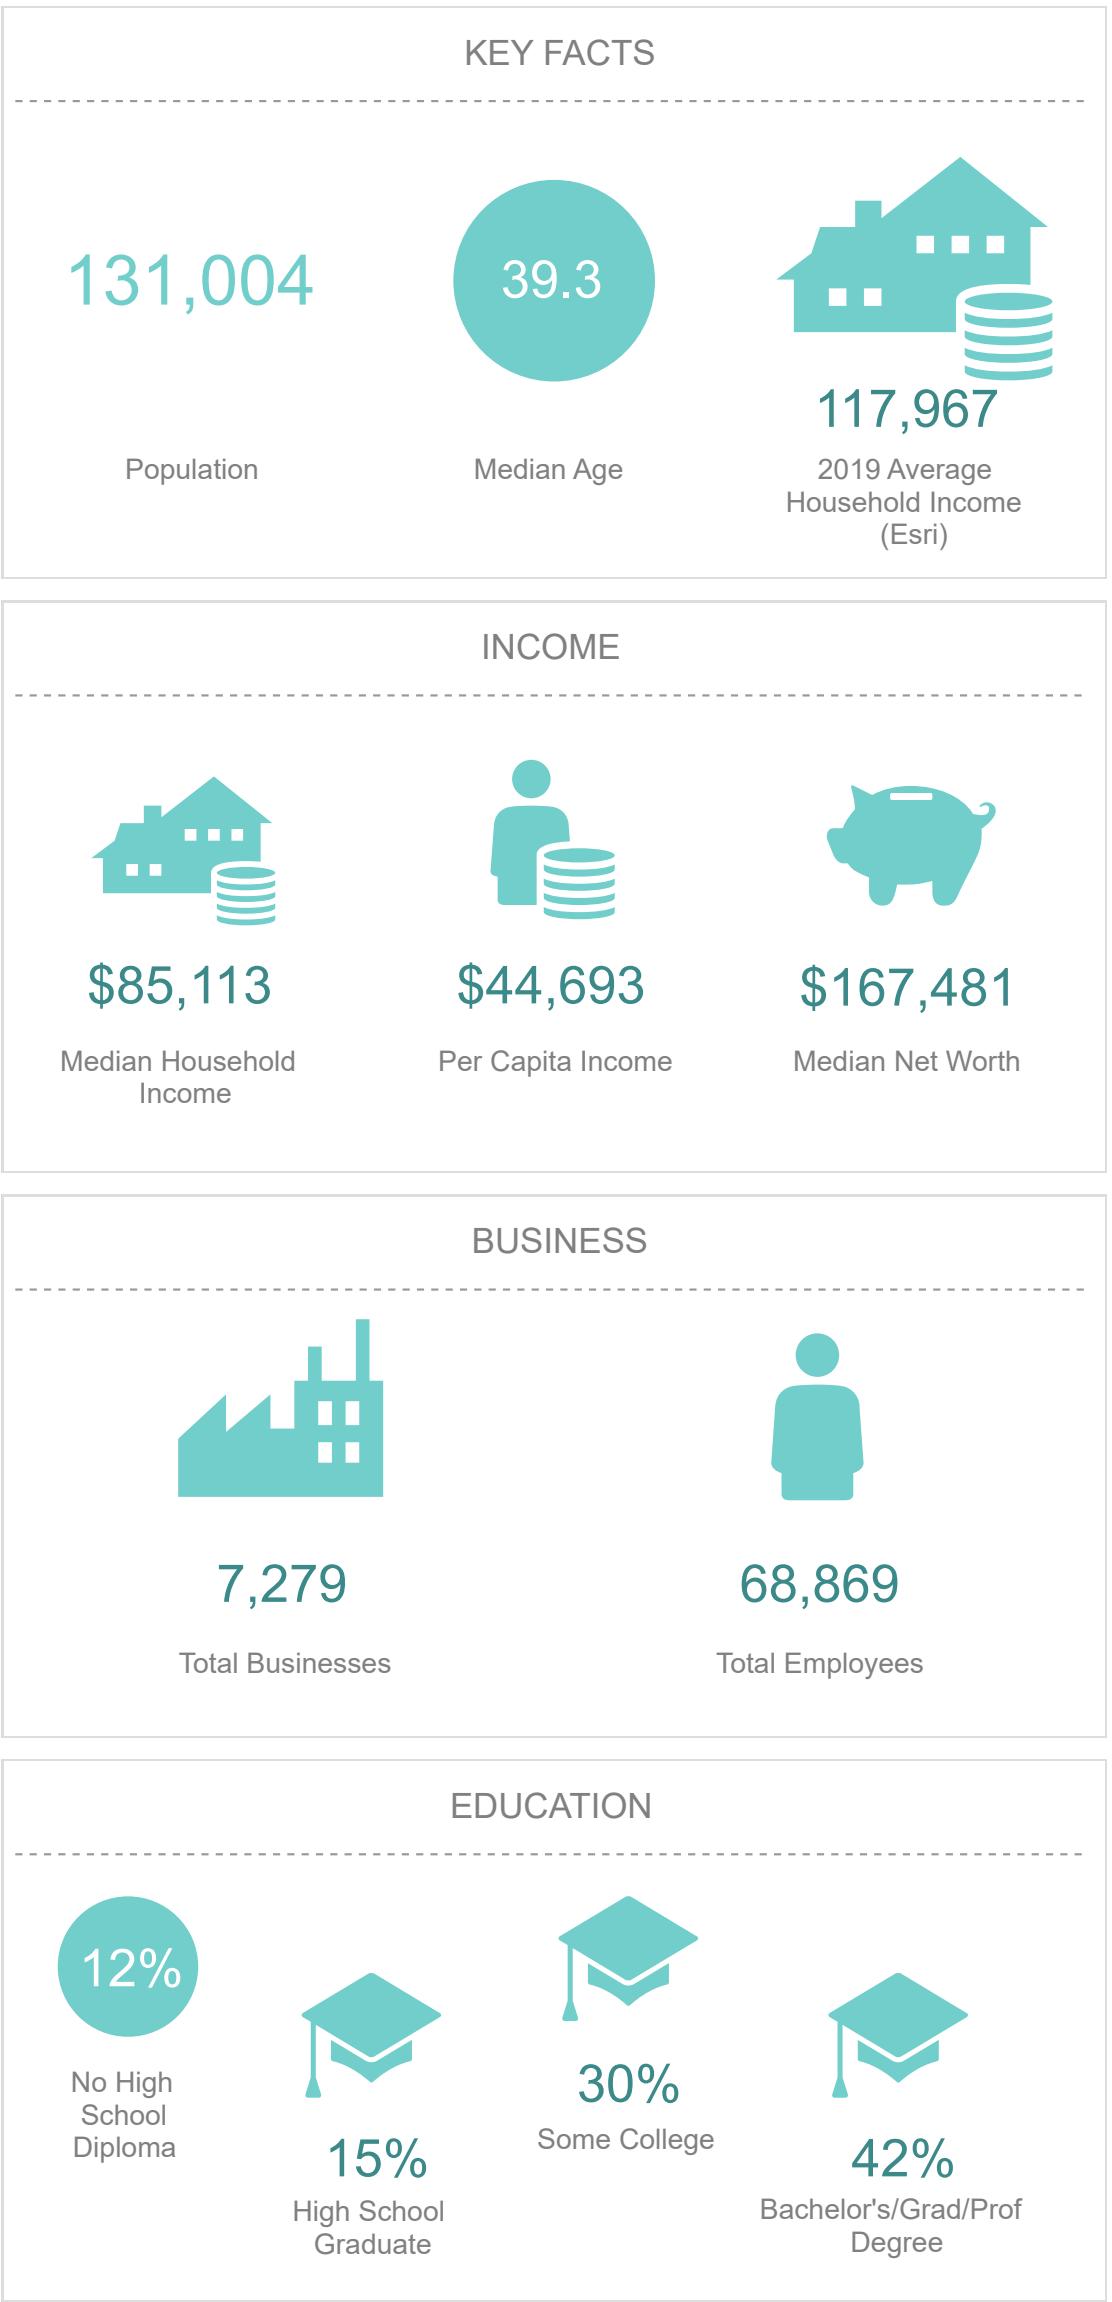 KEY FACTS
131,004
39.3
117,967
Population
Median Age
2019 Average
Household Income
(Esri)
INCOME
$85,113
$44,693
$167,481
Median Household
Income
Per Capita Income
Median Net Worth
BUSINESS
7,279
68,869
Total Businesses
Total Employees
EDUCATION
12%
No High
School
Diploma
15%
High School
Graduate
30%
Some College
42%
Bachelor's/Grad/Prof
Degree